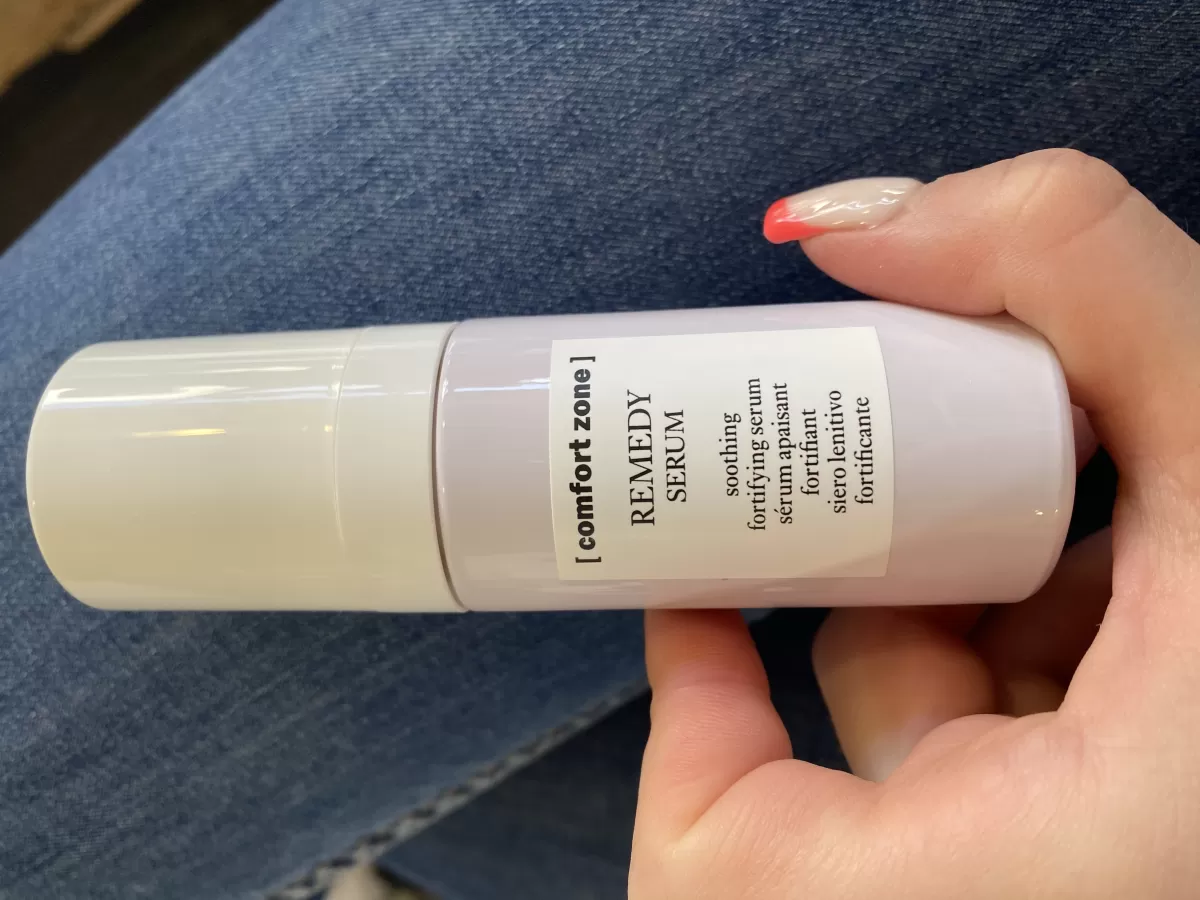 [ comfort zone ]
REMEDY
SERUM
soothing
fortifying serum
sérum apaisant
fortifiant
siero lenitivo
fortificante